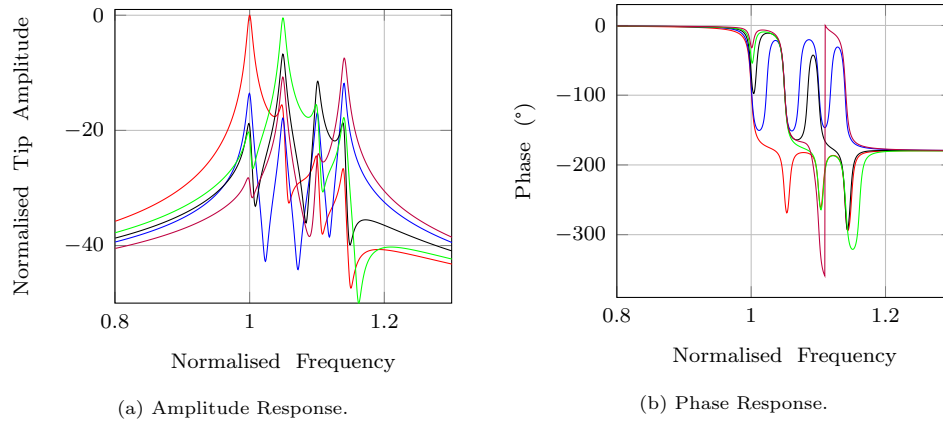 Normalised Tip Amplitude
0
−20
−40
0.8
1
1.2
Normalised Frequency
(a) Amplitude Response.
Phase (°)
0
−100
−200
−300
0.8
1
1.2
Normalised Frequency
(b) Phase Response.